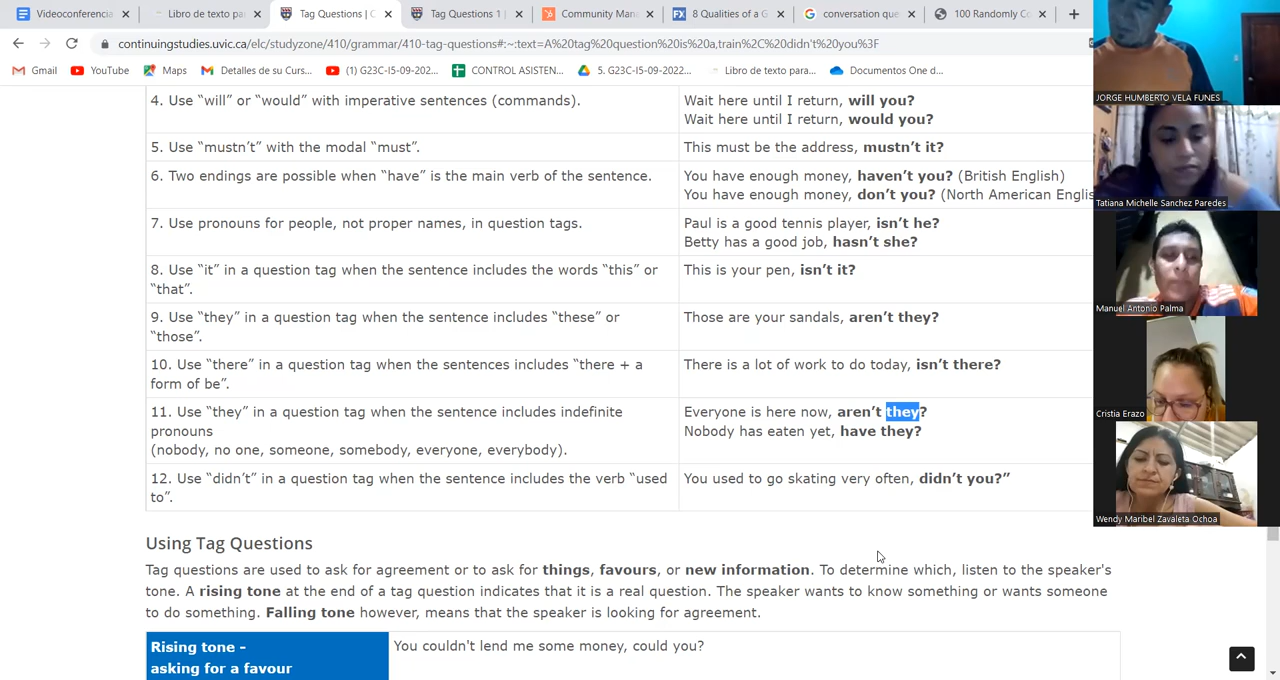 Videoconferencia
Libro de texto par
Tag Questions | C
Tag Questions 1 |
Community Man
8 Qualities of a G
conversation que
100 Randomly Co
continuingstudies.uvic.ca/elc/studyzone/410/grammar/410-tag-questions#:~:text=A%20tag%20question%20is%20a,train%2C%20didn't%20you%3F
Gmail
YouTube
Maps
Detalles de su Curs...
(1) G23C-I5-09-202...
CONTROL ASISTEN...
5. G23C-I5-09-2022...
Libro de texto para...
Documentos One d...
4. Use “will” or “would” with imperative sentences (commands).
Wait here until I return, will you?
Wait here until I return, would you?
5. Use “mustn’t” with the modal “must”.
This must be the address, mustn’t it?
6. Two endings are possible when “have” is the main verb of the sentence.
You have enough money, haven’t you? (British English)
You have enough money, don’t you? (North American Englis
7. Use pronouns for people, not proper names, in question tags.
Paul is a good tennis player, isn’t he?
Betty has a good job, hasn’t she?
8. Use “it” in a question tag when the sentence includes the words “this” or
“that”.
This is your pen, isn’t it?
9. Use “they” in a question tag when the sentence includes “these” or
“those”.
These are your sandals, aren’t they?
10. Use “there” in a question tag when the sentences includes “there + a
form of be”.
There is a lot of work to do today, isn’t there?
11. Use “they” in a question tag when the sentence includes indefinite
pronouns
(nobody, no one, someone, somebody, everyone, everybody).
Everyone is here now, aren’t they?
Nobody has eaten yet, have they?
12. Use “didn’t” in a question tag when the sentence includes the verb “used
to”.
You used to go skating very often, didn’t you?”
Using Tag Questions
Tag questions are used to ask for agreement or to ask for things, favours, or new information. To determine which, listen to the speaker's
tone. A rising tone at the end of a tag question indicates that it is a real question. The speaker wants to know something or wants someone
to do something. Falling tone however, means that the speaker is looking for agreement.
Rising tone -
asking for a favour
You couldn't lend me some money, could you?
JORGE HUMBERTO VELA FUNES
Tatiana Michelle Sanchez Paredes
Manuel Antonio Palma
Cristia Erazo
Wendy Maribel Zavaleta Ochoa